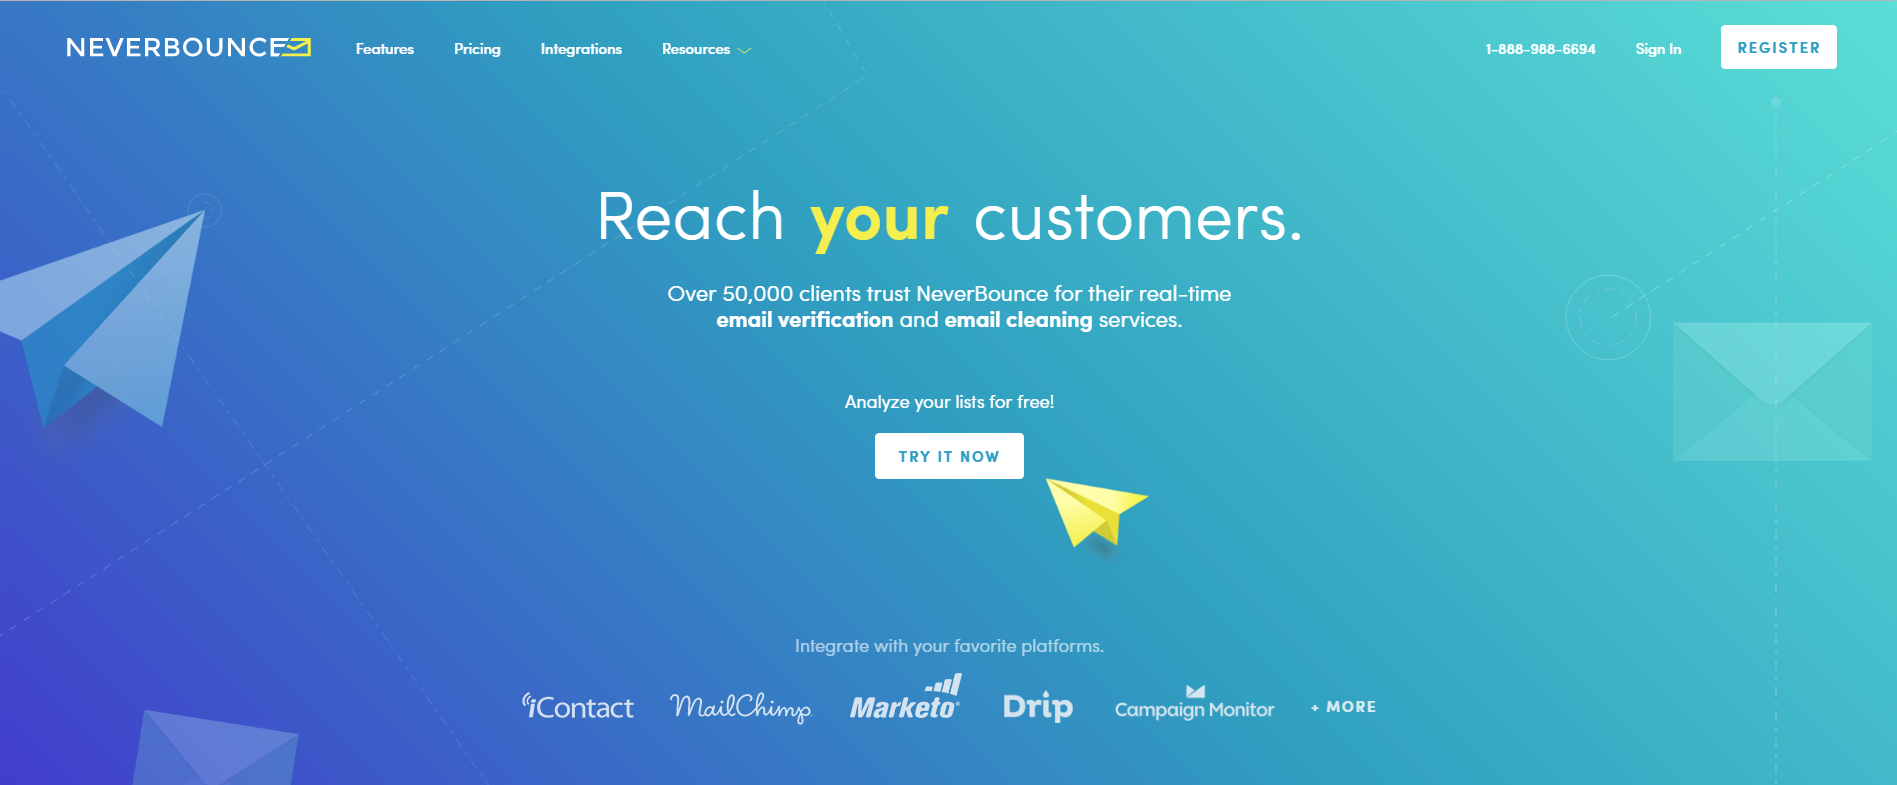 NEVERBOUNCE
Features Pricing Integrations Resources
1-888-988-6694 Sign In REGISTER
Reach your customers.
Over 50,000 clients trust NeverBounce for their real-time
email verification and email cleaning services.
Analyze your lists for free!
TRY IT NOW
Integrate with your favorite platforms.
iContact MailChimp Marketo® Drip Campaign Monitor + MORE